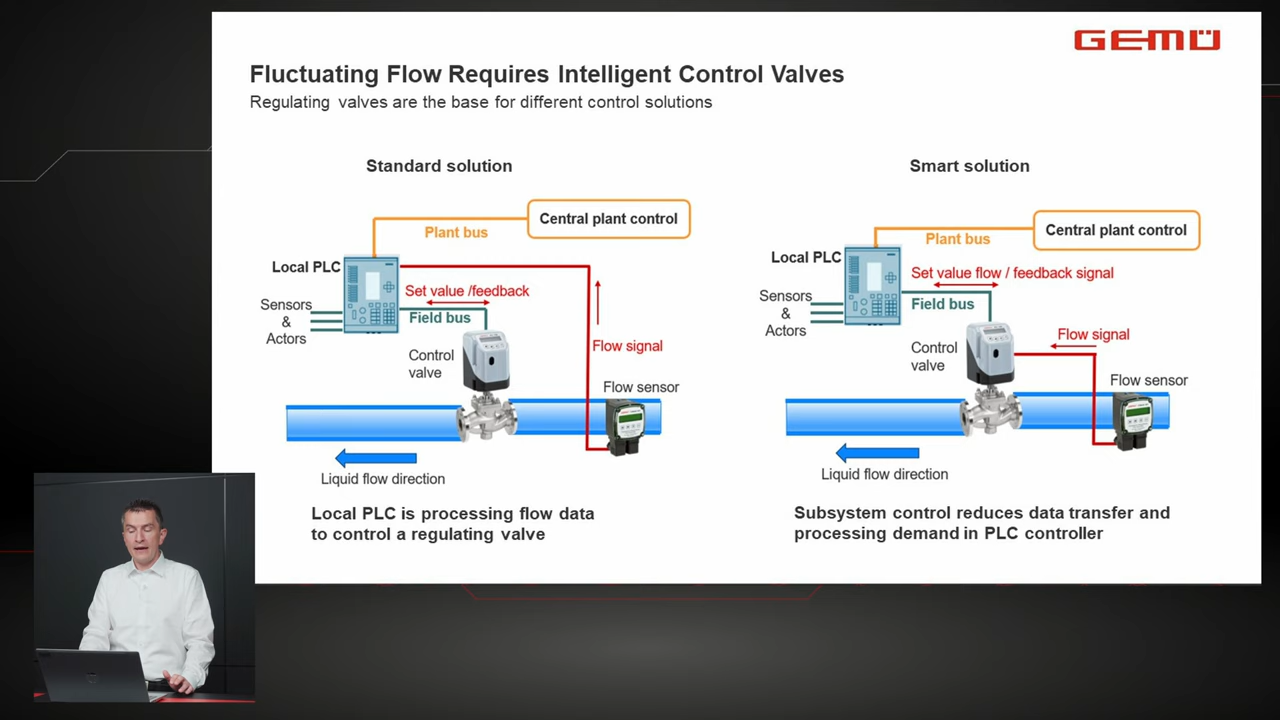 GEMÜ
Fluctuating Flow Requires Intelligent Control Valves
Regulating valves are the base for different control solutions
Standard solution
Central plant control
Plant bus
Local PLC
Set value /feedback
Sensors
&
Actors
Field bus
Flow signal
Control
valve
Flow sensor
Liquid flow direction
Local PLC is processing flow data
to control a regulating valve
Smart solution
Central plant control
Plant bus
Local PLC
Set value flow / feedback signal
Sensors
&
Actors
Field bus
Flow signal
Control
valve
Flow sensor
Liquid flow direction
Subsystem control reduces data transfer and
processing demand in PLC controller